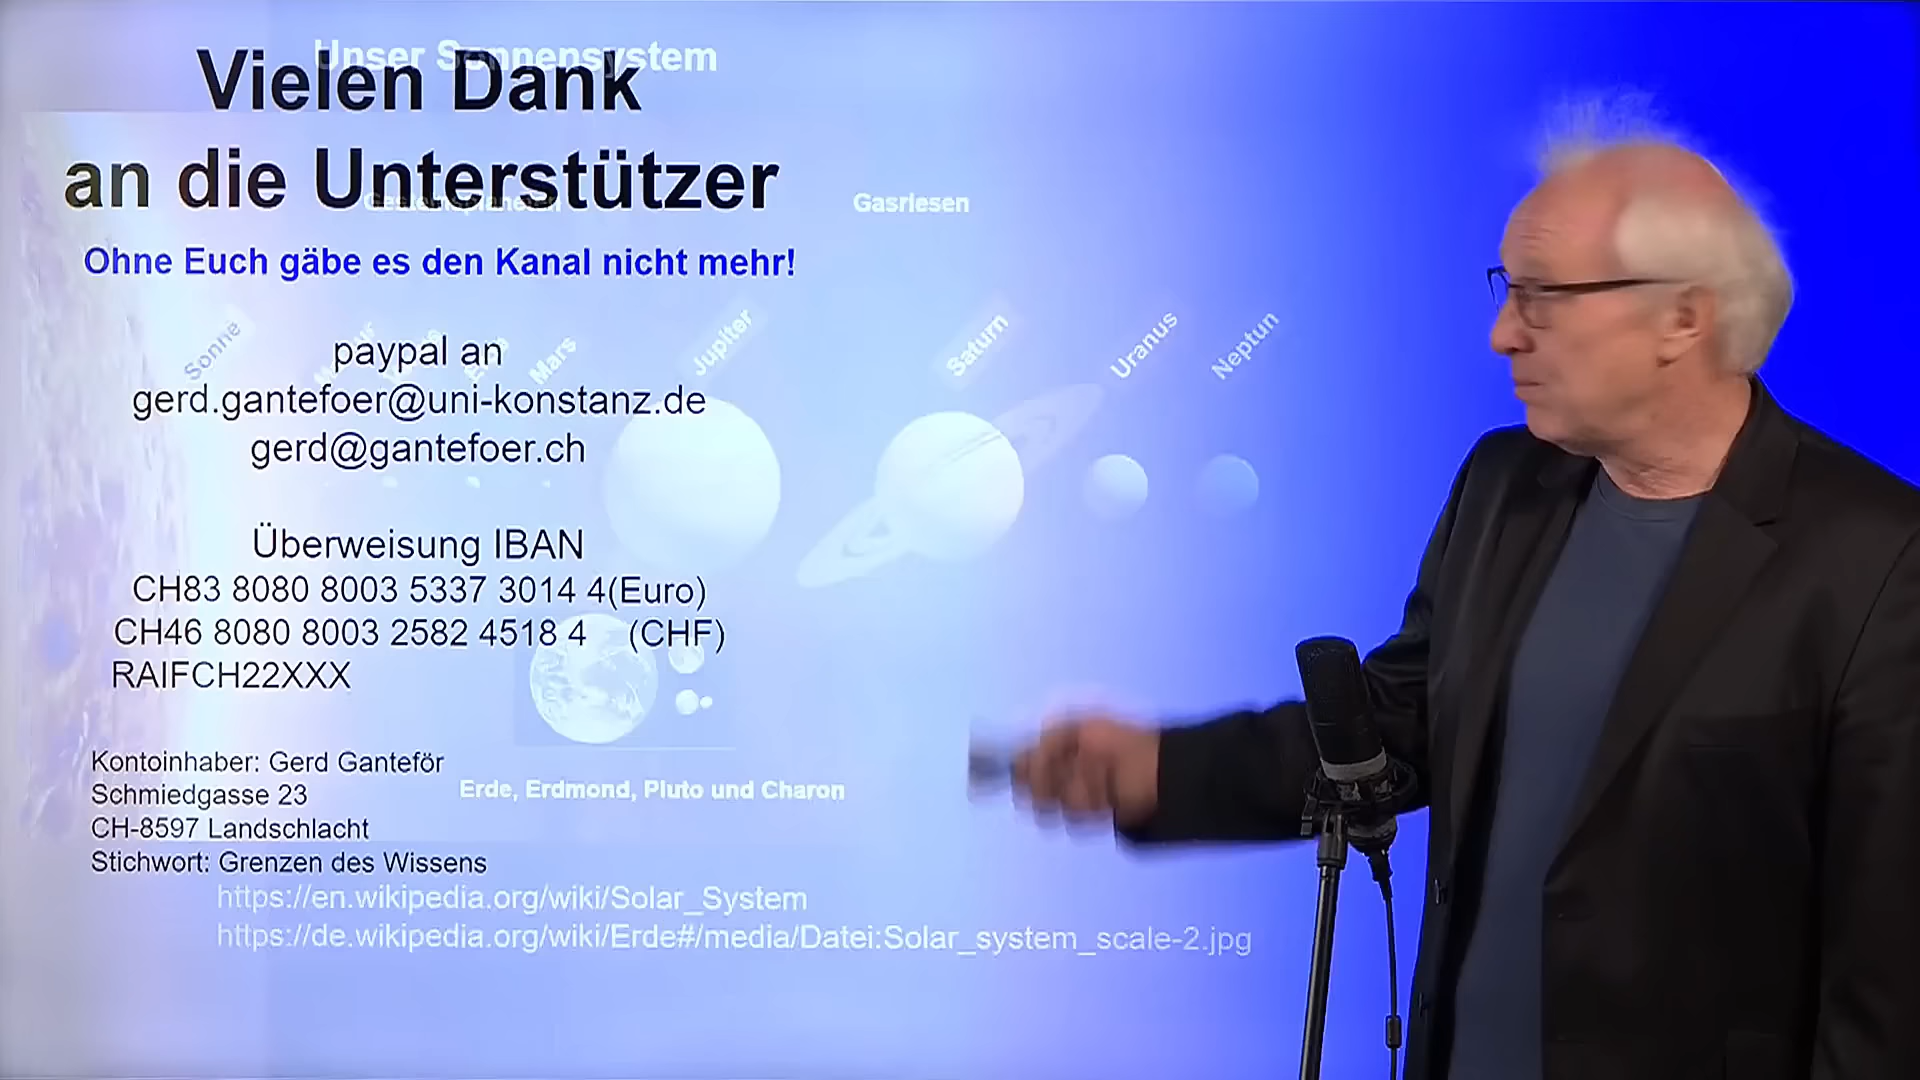 Unser Sonnensystem
Vielen Dank
an die Unterstützer
Gesteinsplaneten
Gasriesen
Ohne Euch gäbe es den Kanal nicht mehr!
Sonne
Mars
Jupiter
Saturn
Uranus
Neptun
paypal an
gerd.gantefoer@uni-konstanz.de
gerd@gantefoer.ch
Überweisung IBAN
CH83 8080 8003 5337 3014 4(Euro)
CH46 8080 8003 2582 4518 4 (CHF)
RAIFCH22XXX
Kontoinhaber: Gerd Ganteför
Schmiedgasse 23
CH-8597 Landschlacht
Stichwort: Grenzen des Wissens
Erde, Erdmond, Pluto und Charon
https://en.wikipedia.org/wiki/Solar_System
https://de.wikipedia.org/wiki/Erde#/media/Datei:Solar_system_scale-2.jpg